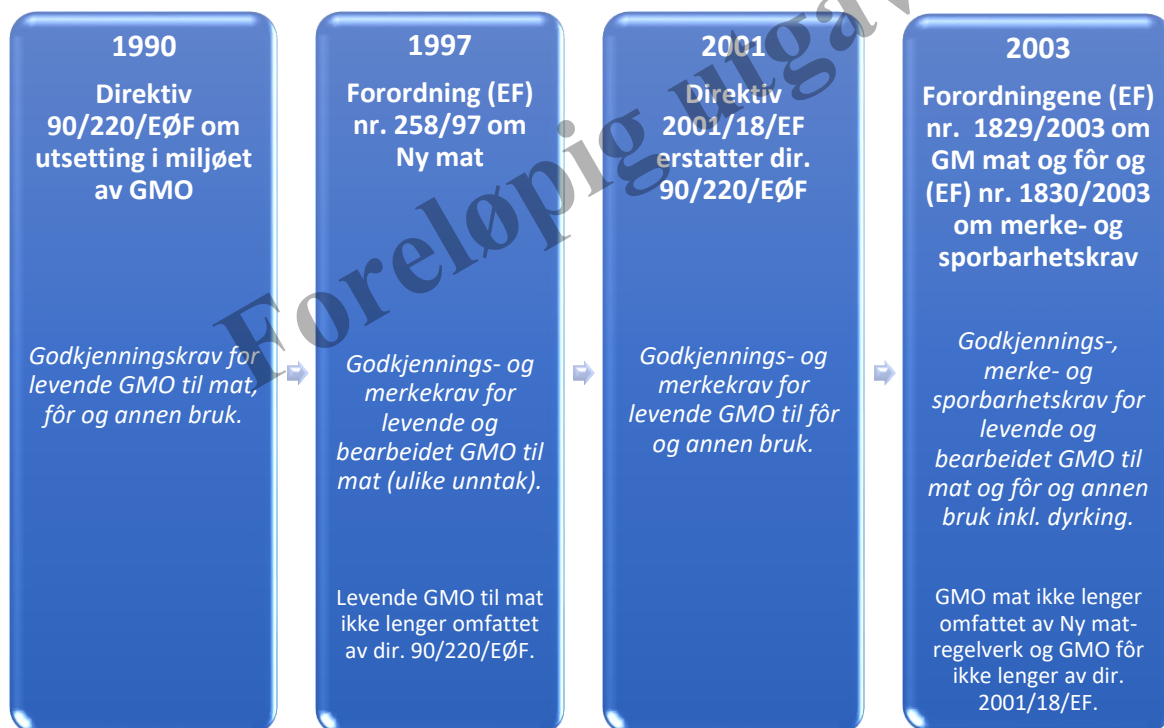 1990
Direktiv
90/220/EØF om
utsetting i miljøet
av GMO
Godkjenningskrav for
levende GMO til mat,
fôr og annen bruk.
1997
Forordning (EF)
nr. 258/97 om
Ny mat
Godkjennings- og
merkekrav for
levende og
bearbeidet GMO til
mat (ulike unntak).
Levende GMO til mat
ikke lenger omfattet
av dir. 90/220/EØF.
2001
Direktiv
2001/18/EF
erstatter dir.
90/220/EØF
Godkjennings- og
merkekrav for
levende GMO til fôr
og annen bruk.
2003
Forordningene (EF)
nr. 1829/2003 om
GM mat og fôr og
(EF) nr. 1830/2003
om merke- og
sporbarhetskrav
Godkjennings-,
merke- og
sporbarhetskrav for
levende og
bearbeidet GMO til
mat og fôr og annen
bruk inkl. dyrking.
GMO mat ikke lenger
omfattet av Ny mat-
regelverk og GMO fôr
ikke lenger av dir.
2001/18/EF.
Foreløpig utgav